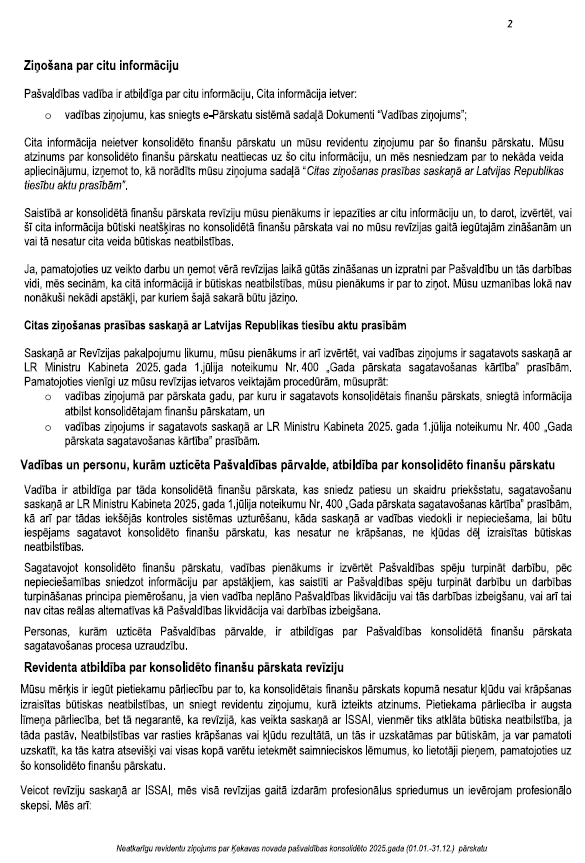 2
Ziņošana par citu informāciju
Pašvaldības vadība ir atbildīga par citu informāciju, Cita informācija ietver:
o vadības ziņojumu, kas sniegts e-Pārskatu sistēmā sadaļā Dokumenti "Vadības ziņojums";
Cita informācija neietver konsolidēto finanšu pārskatu un mūsu revidentu ziņojumu par šo finanšu pārskatu. Mūsu
atzinums par konsolidēto finanšu pārskatu neattiecas uz šo citu informāciju, un mēs nesniedzam par to nekāda veida
apliecinājumu, izņemot to, kā norādīts mūsu ziņojuma sadaļā "Citas ziņošanas prasības saskaņā ar Latvijas Republikas
tiesību aktu prasībām".
Saistībā ar konsolidētā finanšu pārskata revīziju mūsu pienākums ir iepazīties ar citu informāciju un, to darot, izvērtēt, vai
šī cita informācija būtiski neatšķiras no konsolidētā finanšu pārskata vai no mūsu revīzijas gaitā iegūtajām zināšanām un
vai tā nesatur cita veida būtiskas neatbilstības.
Ja, pamatojoties uz veikto darbu un ņemot vērā revīzijas laikā gūtās zināšanas un izpratni par Pašvaldību un tās darbības
vidi, mēs secinām, ka citā informācijā ir būtiskas neatbilstības, mūsu pienākums ir par to ziņot. Mūsu uzmanības lokā nav
nonākuši nekādi apstākļi, par kuriem šajā sakarā būtu jāziņo.
Citas ziņošanas prasības saskaņā ar Latvijas Republikas tiesību aktu prasībām
Saskaņā ar Revīzijas pakalpojumu likumu, mūsu pienākums ir arī izvērtēt, vai vadības ziņojums ir sagatavots saskaņā ar
LR Ministru Kabineta 2025. gada 1.jūlija noteikumu Nr. 400 „Gada pārskata sagatavošanas kārtība" prasībām.
Pamatojoties vienīgi uz mūsu revīzijas ietvaros veiktajām procedūrām, mūsuprāt:
o vadības ziņojumā par pārskata gadu, par kuru ir sagatavots konsolidētais finanšu pārskats, sniegtā informācija
atbilst konsolidētajam finanšu pārskatam, un
o vadības ziņojums ir sagatavots saskaņā ar LR Ministru Kabineta 2025. gada 1.jūlija noteikumu Nr. 400 „Gada
pārskata sagatavošanas kārtība" prasībām.
Vadības un personu, kurām uzticēta Pašvaldības pārvalde, atbildība par konsolidēto finanšu pārskatu
Vadība ir atbildīga par tāda konsolidētā finanšu pārskata, kas sniedz patiesu un skaidru priekšstatu, sagatavošanu
saskaņā ar LR Ministru Kabineta 2025. gada 1.jūlija noteikumu Nr, 400 „Gada pārskata sagatavošanas kārtība" prasībām,
kā arī par tādas iekšējās kontroles sistēmas uzturēšanu, kāda saskaņā ar vadības viedokli ir nepieciešama, lai būtu
iespējams sagatavot konsolidēto finanšu pārskatu, kas nesatur ne krāpšanas, ne kļūdas dēļ izraisītas būtiskas
neatbilstības.
Sagatavojot konsolidēto finanšu pārskatu, vadības pienākums ir izvērtēt Pašvaldības spēju turpināt darbību, pēc
nepieciešamības sniedzot informāciju par apstākļiem, kas saistīti ar Pašvaldības spēju turpināt darbību un darbības
turpināšanas principa piemērošanu, ja vien vadība neplāno Pašvaldības likvidāciju vai tās darbības izbeigšanu, vai arī tai
nav citas reālas alternatīvas kā Pašvaldības likvidācija vai darbības izbeigšana.
Personas, kurām uzticēta Pašvaldības pārvalde, ir atbildīgas par Pašvaldības konsolidētā finanšu pārskata
sagatavošanas procesa uzraudzību.
Revidenta atbildība par konsolidēto finanšu pārskata revīziju
Mūsu mērķis ir iegūt pietiekamu pārliecību par to, ka konsolidētais finanšu pārskats kopumā nesatur kļūdu vai krāpšanas
izraisītas būtiskas neatbilstības, un sniegt revidentu ziņojumu, kurā izteikts atzinums. Pietiekama pārliecība ir augsta
līmeņa pārliecība, bet tā negarantē, ka revīzijā, kas veikta saskaņā ar ISSAI, vienmēr tiks atklāta būtiska neatbilstība, ja
tāda pastāv. Neatbilstības var rasties krāpšanas vai kļūdu rezultātā, un tās ir uzskatāmas par būtiskām, ja var pamatoti
uzskatīt, ka tās katra atsevišķi vai visas kopā varētu ietekmēt saimnieciskos lēmumus, ko lietotāji pieņem, pamatojoties uz
šo konsolidēto finanšu pārskatu.
Veicot revīziju saskaņā ar ISSAI, mēs visā revīzijas gaitā izdarām profesionālus spriedumus un ievērojam profesionālo
skepsi. Mēs arī:
Neatkarīgu revidentu ziņojums par Ķekavas novada pašvaldības konsolidēto 2025.gada (01.01.-31.12.) pārskatu